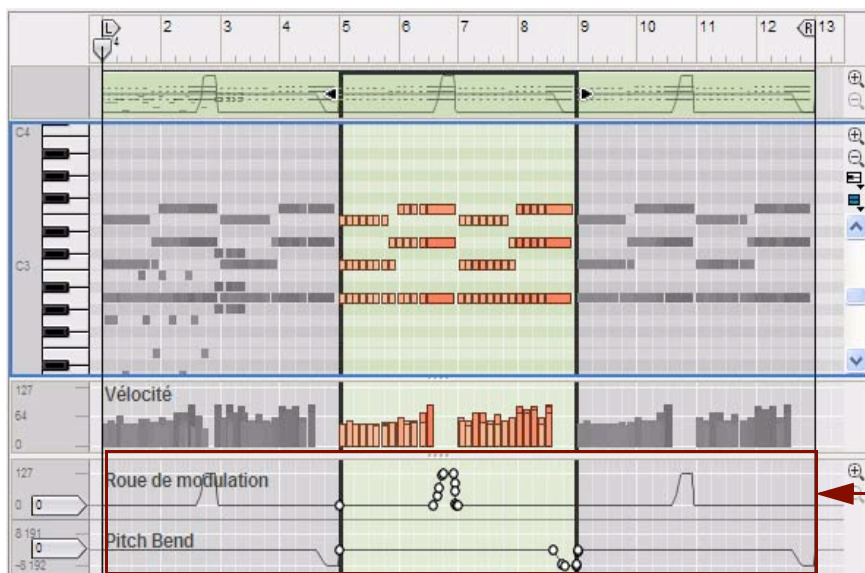 L 2 3 4 5 6 7 8 9 10 11 12 R 13
4
C4
C3
127
Vélocité
64
0
127
Roue de modulation
0 0
8 191
0
Pitch Bend
-8 192